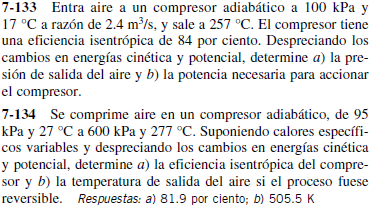 7-133 Entra aire a un compresor adiabático a 100 kPa y
17 °C a razón de 2.4 m³/s, y sale a 257 °C. El compresor tiene
una eficiencia isentrópica de 84 por ciento. Despreciando los
cambios en energías cinética y potencial, determine a) la pre-
sión de salida del aire y b) la potencia necesaria para accionar
el compresor.
7-134 Se comprime aire en un compresor adiabático, de 95
kPa y 27 °C a 600 kPa y 277 °C. Suponiendo calores específi-
cos variables y despreciando los cambios en energías cinética
y potencial, determine a) la eficiencia isentrópica del compre-
sor y b) la temperatura de salida del aire si el proceso fuese
reversible. Respuestas: a) 81.9 por ciento; b) 505.5 K